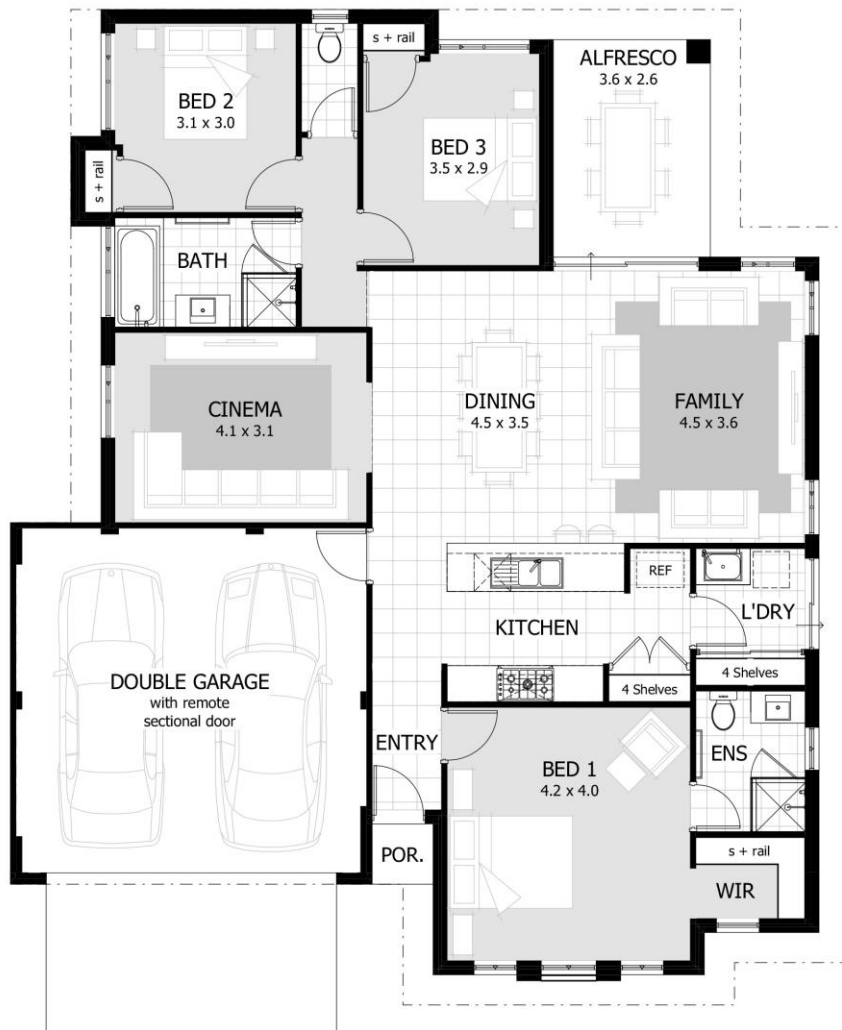 s + rail
ALFRESCO
3.6 x 2.6
BED 2
3.1 x 3.0
BED 3
3.5 x 2.9
s + rail
BATH
CINEMA
4.1 x 3.1
DINING
4.5 x 3.5
FAMILY
4.5 x 3.6
REF
L'DRY
KITCHEN
4 Shelves
4 Shelves
DOUBLE GARAGE
with remote
sectional door
ENTRY
BED 1
4.2 x 4.0
ENS
POR.
s + rail
WIR